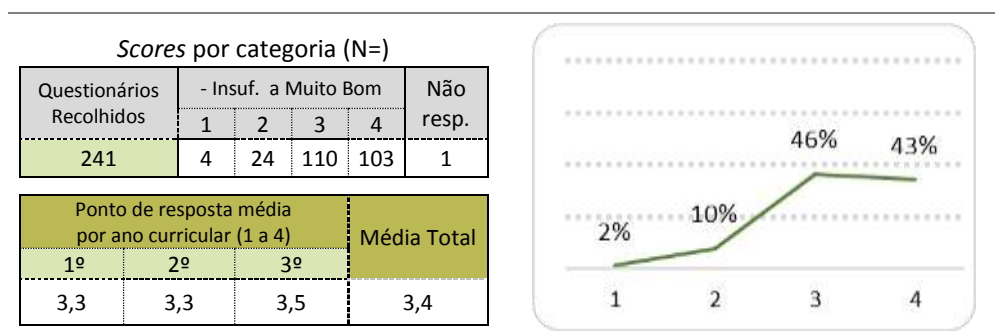 Scores por categoria (N=)
Questionários Recolhidos - Insuf. a Muito Bom Não resp.
1 2 3 4
241 4 24 110 103 1
Ponto de resposta média
por ano curricular (1 a 4) Média Total
1º 2º 3º
3,3 3,3 3,5 3,4
2% 10% 46% 43%
1 2 3 4